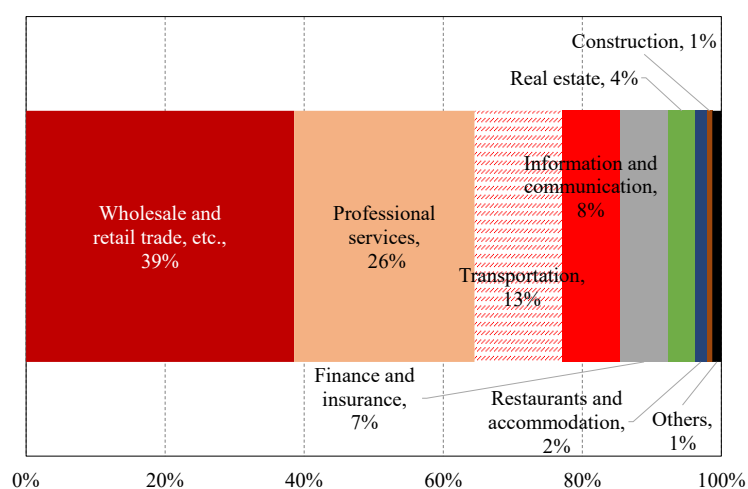 Construction, 1%
Real estate, 4%
Information and
communication,
8%
Wholesale and
retail trade, etc.,
39%
Professional
services,
26%
Transportation,
13%
Finance and
insurance,
7%
Restaurants and
accommodation,
2%
Others,
1%
0% 20% 40% 60% 80% 100%